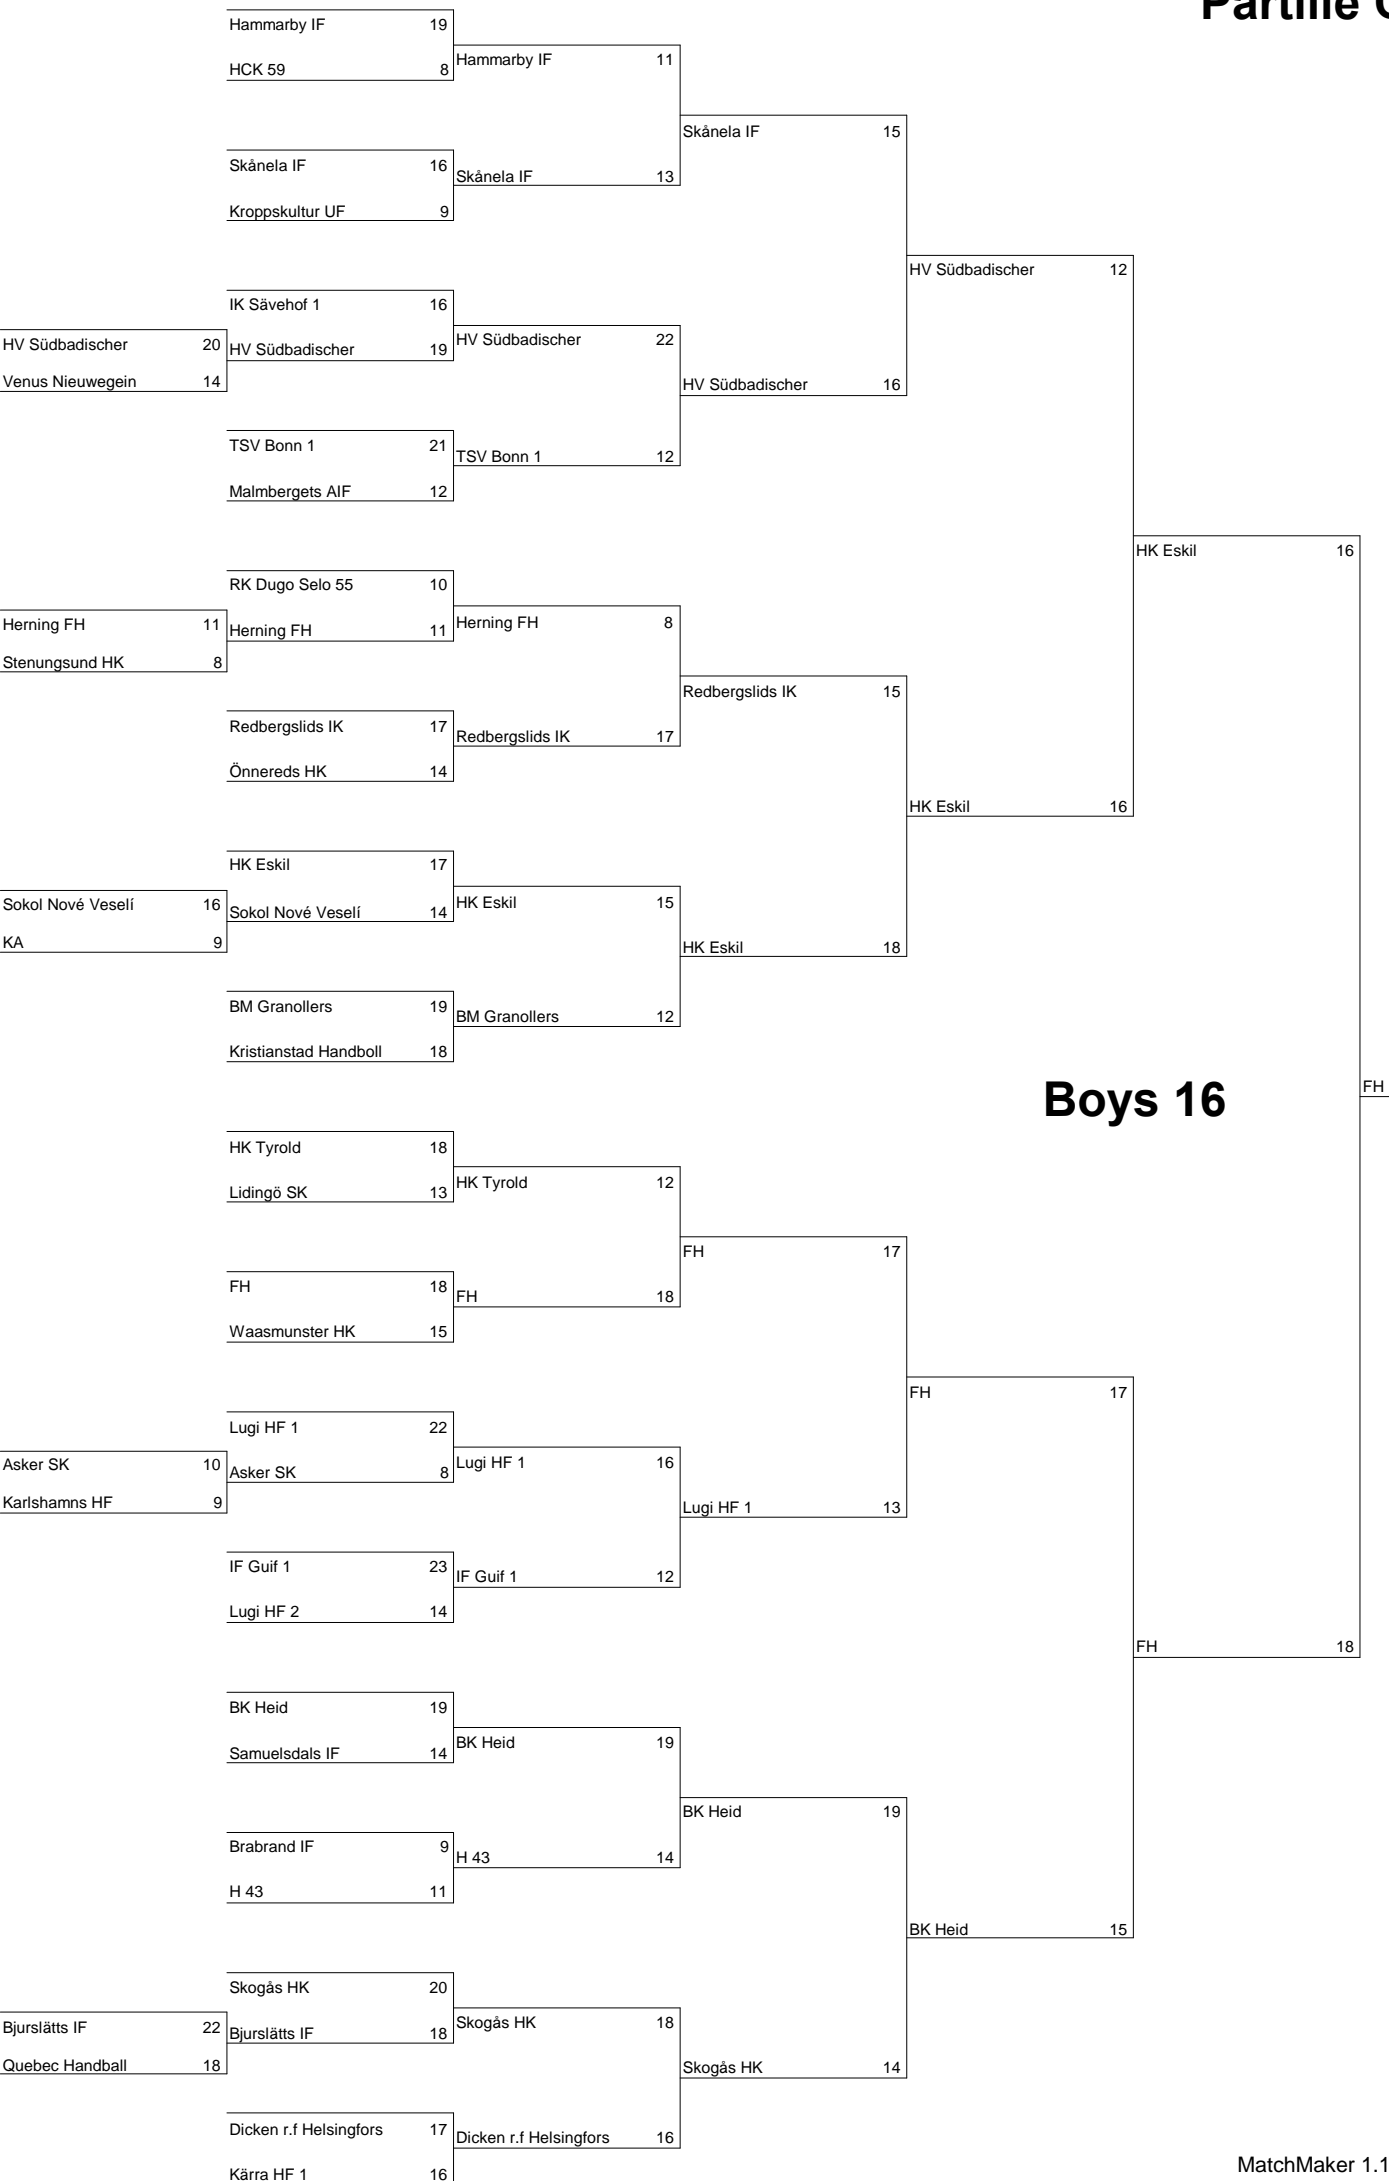 Partille
Hammarby IF 19
HCK 59 8
Hammarby IF 11
Skånela IF 15
Skånela IF 16
Skånela IF 13
Kroppskultur UF 9
HV Südbadischer 12
IK Sävehof 1 16
HV Südbadischer 20
HV Südbadischer 19
HV Südbadischer 22
Venus Nieuwegein 14
HV Südbadischer 16
TSV Bonn 1 21
TSV Bonn 1 12
Malmbergets AIF 12
HK Eskil 16
RK Dugo Selo 55 10
Herning FH 11
Herning FH 11
Herning FH 8
Stenungsund HK 8
Redbergslids IK 15
Redbergslids IK 17
Redbergslids IK 17
Önnereds HK 14
HK Eskil 16
HK Eskil 17
Sokol Nové Veselí 16
Sokol Nové Veselí 14
HK Eskil 15
KA 9
HK Eskil 18
BM Granollers 19
BM Granollers 12
Kristianstad Handboll 18
Boys 16
FH
HK Tyrold 18
Lidingö SK 13
HK Tyrold 12
FH 17
FH 18
FH 18
Waasmunster HK 15
FH 17
Lugi HF 1 22
Asker SK 10
Asker SK 8
Lugi HF 1 16
Karlshamns HF 9
Lugi HF 1 13
IF Guif 1 23
IF Guif 1 12
Lugi HF 2 14
FH 18
BK Heid 19
Samuelsdals IF 14
BK Heid 19
BK Heid 19
Brabrand IF 9
H 43 14
H 43 11
BK Heid 15
Skogås HK 20
Bjurslätts IF 22
Bjurslätts IF 18
Skogås HK 18
Quebec Handball 18
Skogås HK 14
Dicken r.f Helsingfors 17
Dicken r.f Helsingfors 16
Kärra HF 1 16
MatchMaker 1.1